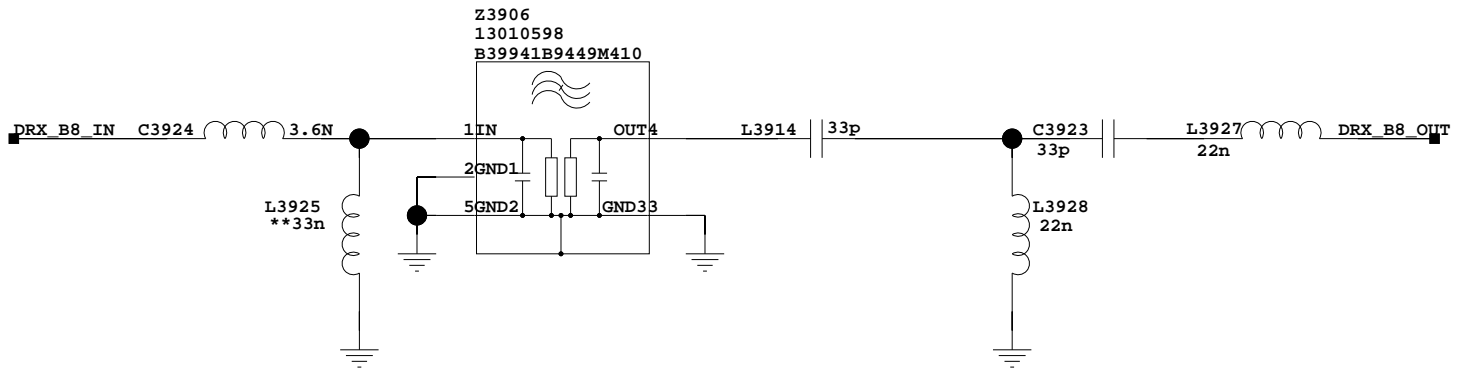 Z3906
13010598
B39941B9449M410
DRX_B8_IN
C3924
3.6N
1IN
OUT4
L3914
33p
C3923
33p
L3927
22n
DRX_B8_OUT
2GND1
5GND2
GND33
L3925
**33n
L3928
22n